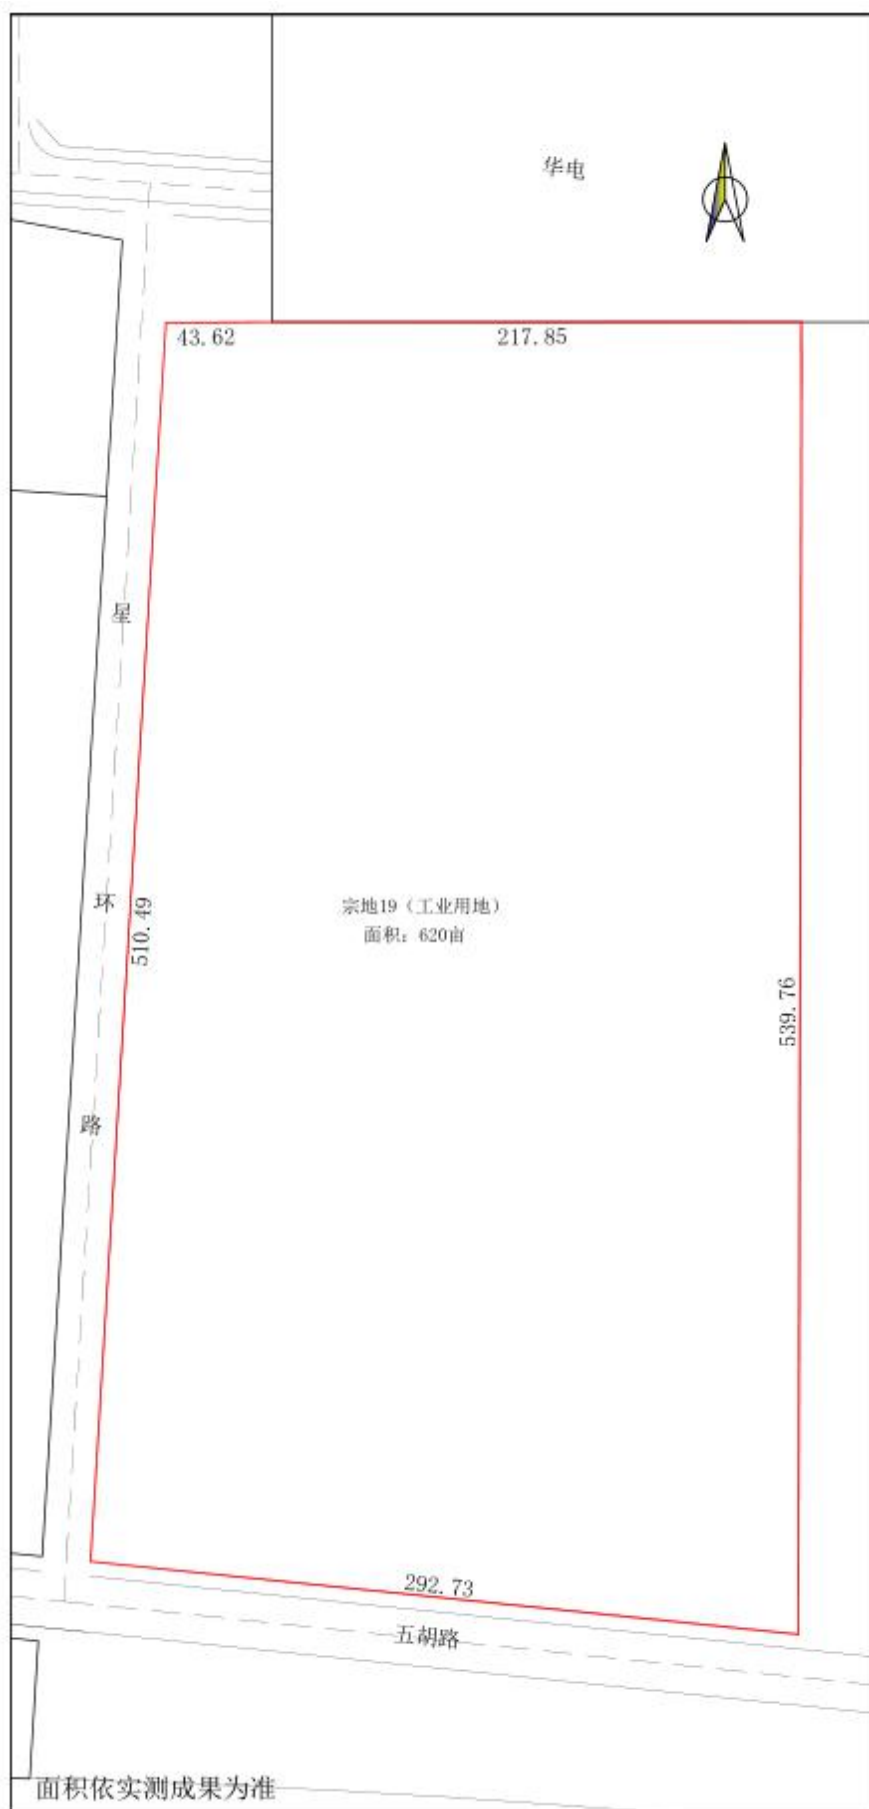 华电
43.62
217.85
星环路
510.49
宗地19（工业用地）
面积：620亩
539.76
292.73
五胡路
面积依实测成果为准